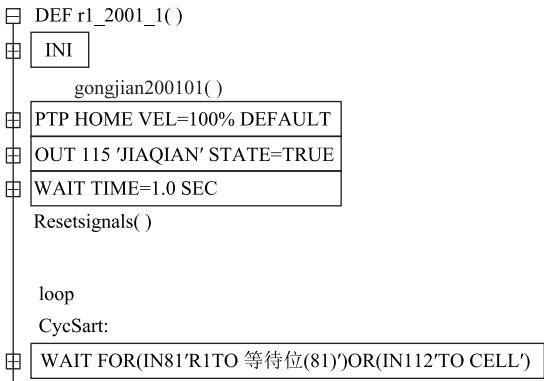 DEF r1_2001_1( )
INI
gongjian200101( )
PTP HOME VEL=100% DEFAULT
OUT 115 'JIAQIAN' STATE=TRUE
WAIT TIME=1.0 SEC
Resetsignals( )
loop
CycSart:
WAIT FOR(IN81'R1TO 等待位(81)')OR(IN112'TO CELL')